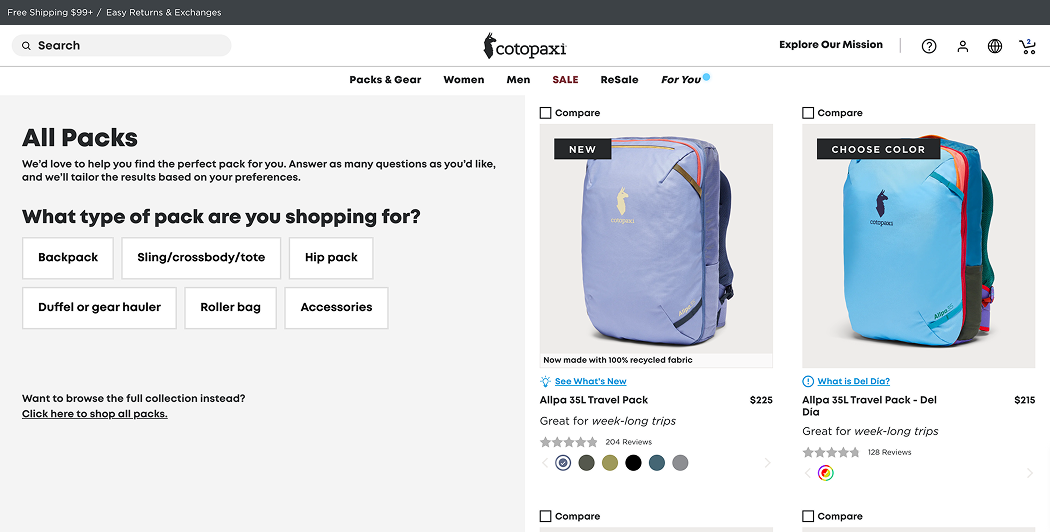 Free Shipping $99+ / Easy Returns & Exchanges
Search
cotopaxi
Explore Our Mission
2
Packs & Gear
Women
Men
SALE
ReSale
For You
All Packs
We'd love to help you find the perfect pack for you. Answer as many questions as you'd like,
and we'll tailor the results based on your preferences.
What type of pack are you shopping for?
Backpack
Sling/crossbody/tote
Hip pack
Duffel or gear hauler
Roller bag
Accessories
Want to browse the full collection instead?
Click here to shop all packs.
Compare
NEW
cotopaxi
Allpa
Now made with 100% recycled fabric
See What's New
Allpa 35L Travel Pack
$225
Great for week-long trips
204 Reviews
Compare
CHOOSE COLOR
cotopaxi
Allpa
What is Del Día?
Allpa 35L Travel Pack - Del
Día
$215
Great for week-long trips
128 Reviews
Compare
Compare